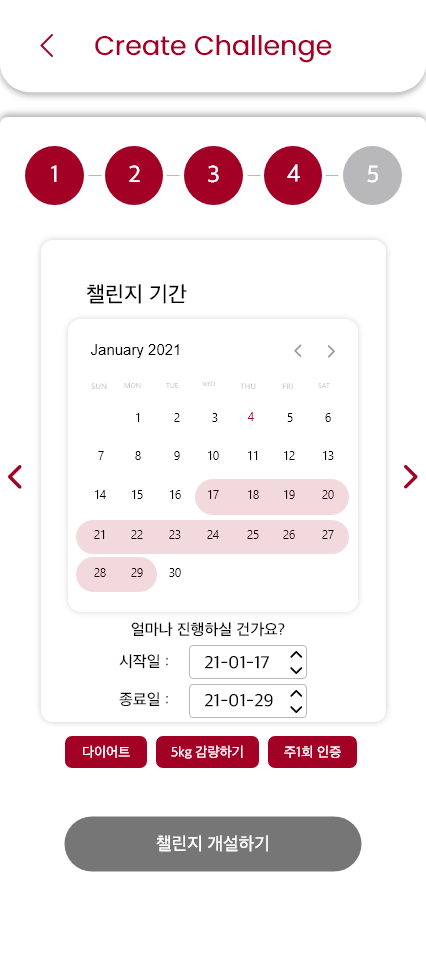 Create Challenge
1 2 3 4 5
챌린지 기간
January 2021
SUN MON TUE WED THU FRI SAT
1 2 3 4 5 6
7 8 9 10 11 12 13
14 15 16 17 18 19 20
21 22 23 24 25 26 27
28 29 30
얼마나 진행하실 건가요?
시작일 : 21-01-17
종료일 : 21-01-29
다이어트 5kg 감량하기 주1회 인증
챌린지 개설하기